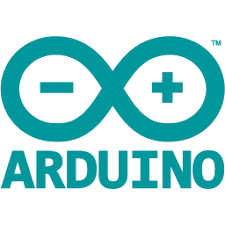 ™
- +
ARDUINO